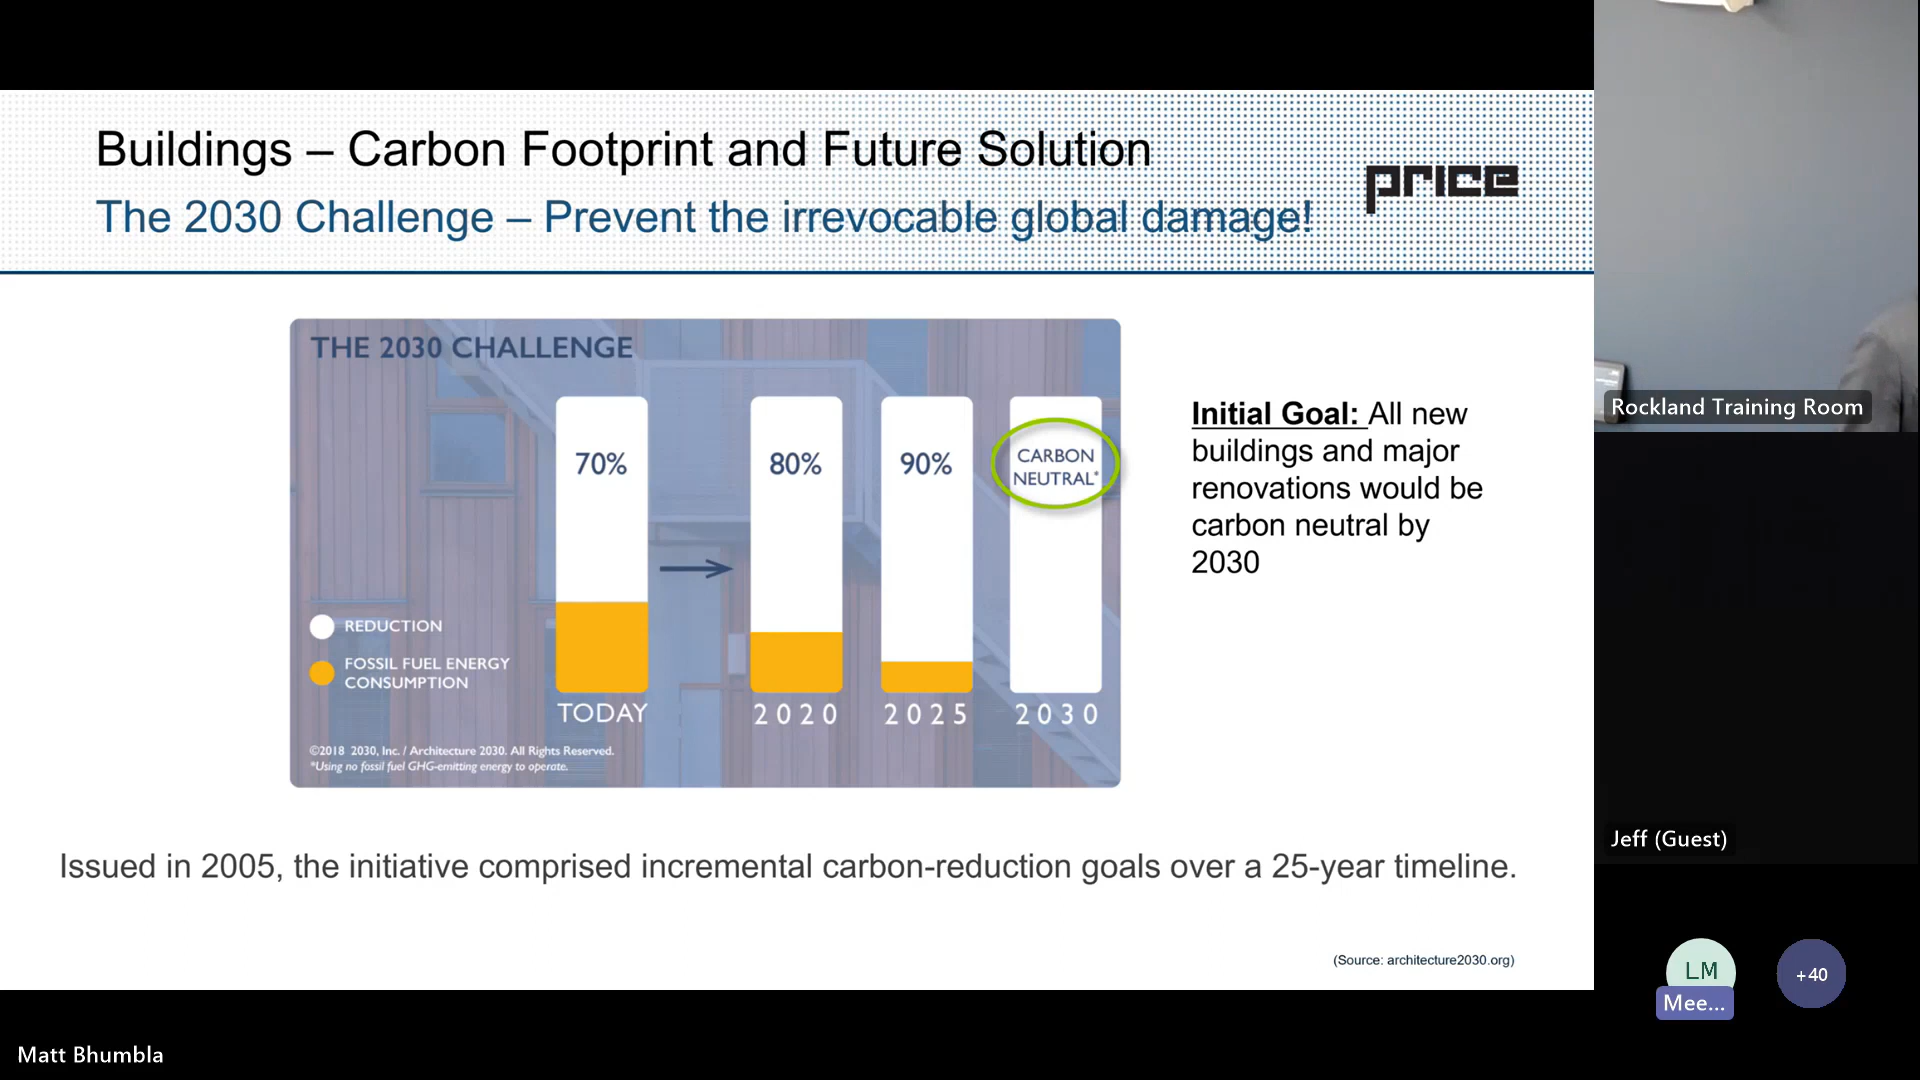 Buildings – Carbon Footprint and Future Solution
The 2030 Challenge – Prevent the irrevocable global damage!
price
THE 2030 CHALLENGE
70%
80%
90%
CARBON
NEUTRAL*
REDUCTION
FOSSIL FUEL ENERGY
CONSUMPTION
TODAY
2020
2025
2030
©2018 2030, Inc. / Architecture 2030. All Rights Reserved.
*Using no fossil fuel GHG-emitting energy to operate.
Initial Goal: All new
buildings and major
renovations would be
carbon neutral by
2030
Issued in 2005, the initiative comprised incremental carbon-reduction goals over a 25-year timeline.
(Source: architecture2030.org)
Rockland Training Room
Jeff (Guest)
LM
Mee...
+40
Matt Bhumbla